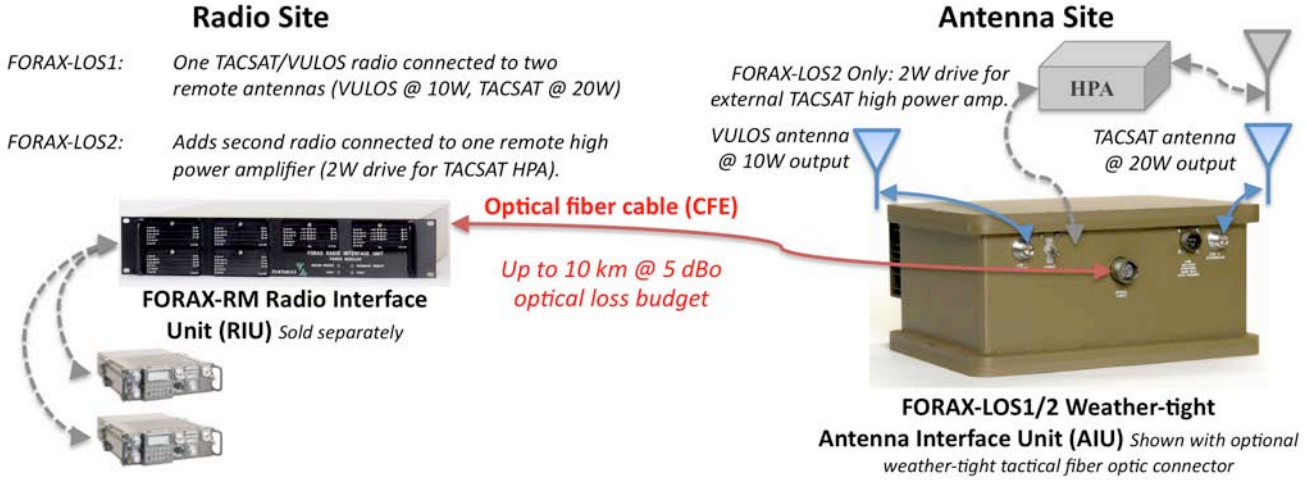 Radio Site
FORAX-LOS1: One TACSAT/VULOS radio connected to two
remote antennas (VULOS @ 10W, TACSAT @ 20W)
FORAX-LOS2: Adds second radio connected to one remote high
power amplifier (2W drive for TACSAT HPA).
FORAX-RM Radio Interface
Unit (RIU) Sold separately
Optical fiber cable (CFE)
Up to 10 km @ 5 dBo
optical loss budget
Antenna Site
FORAX-LOS2 Only: 2W drive for
external TACSAT high power amp.
HPA
VULOS antenna
@ 10W output
TACSAT antenna
@ 20W output
FORAX-LOS1/2 Weather-tight
Antenna Interface Unit (AIU) Shown with optional
weather-tight tactical fiber optic connector